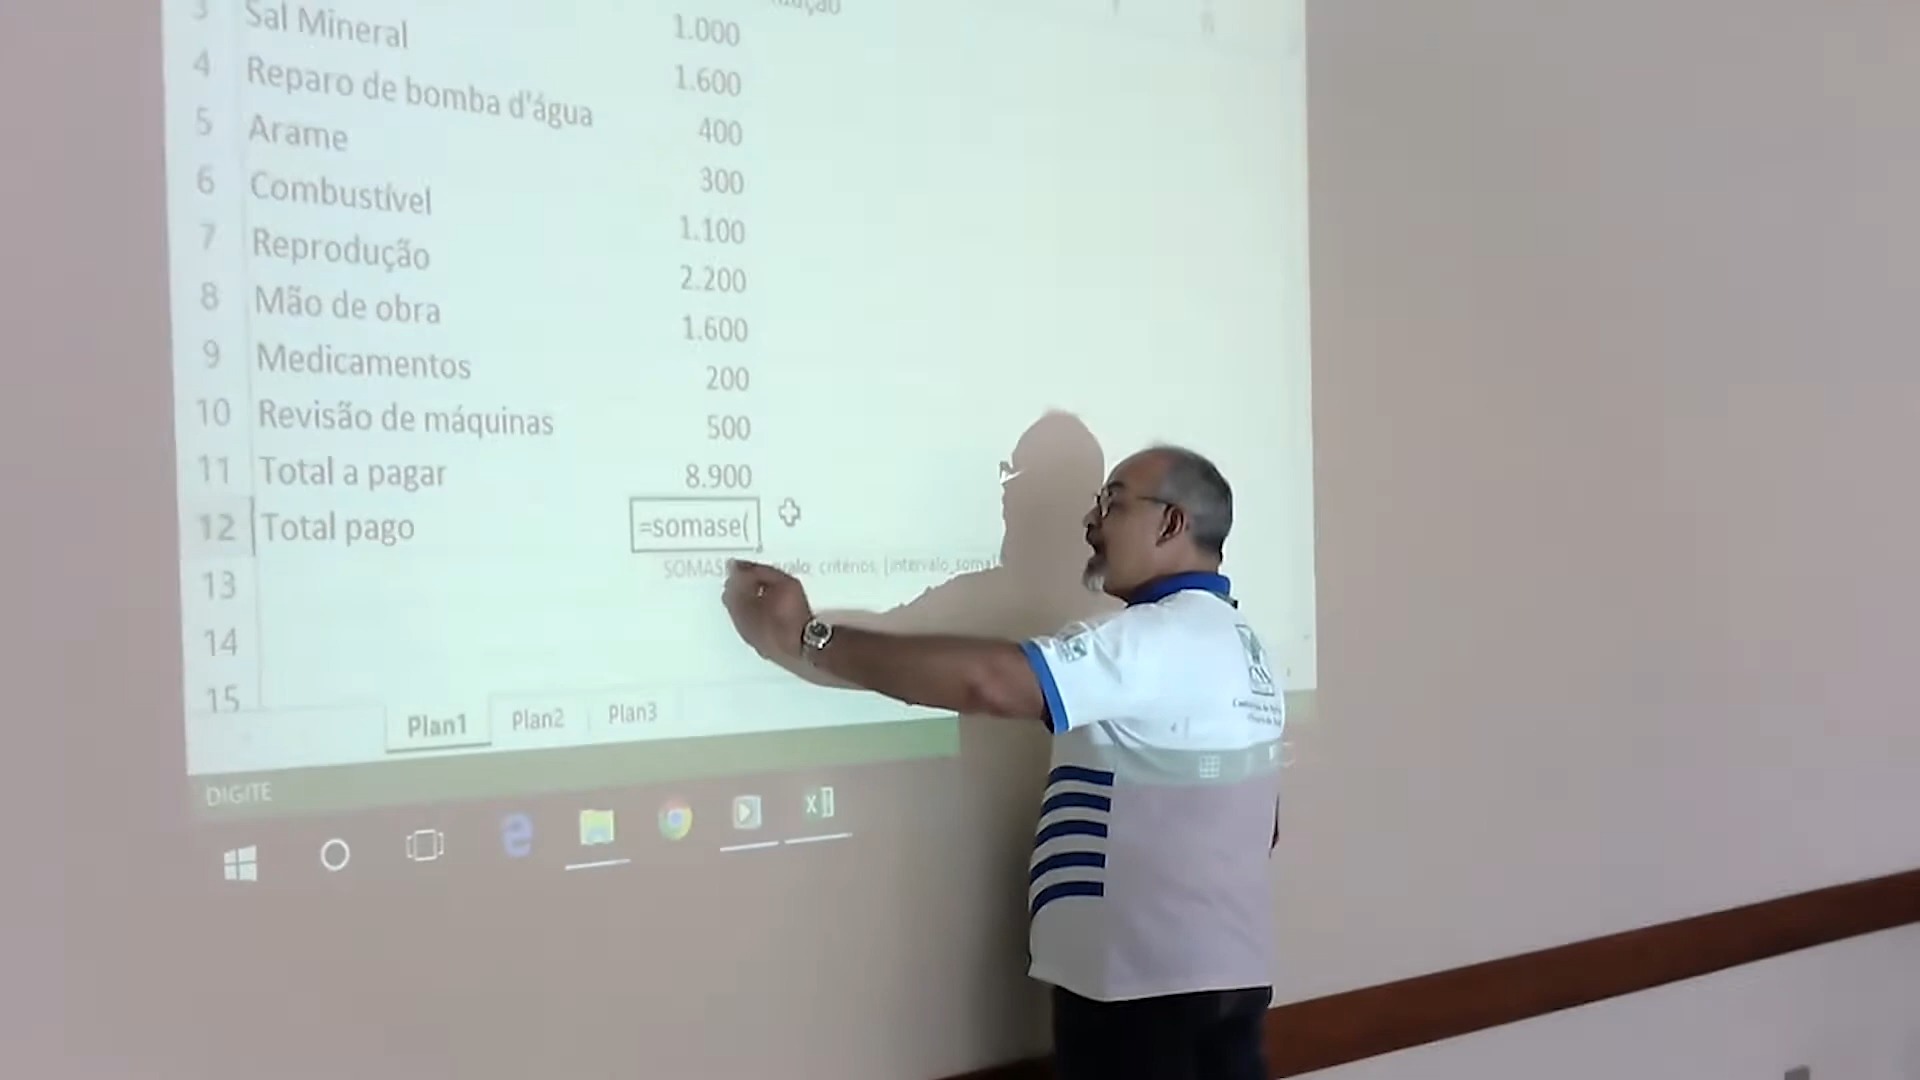 3 Sal Mineral 1.000
4 Reparo de bomba d'água 1.600
5 Arame 400
6 Combustível 300
7 Reprodução 1.100
8 Mão de obra 2.200
9 Medicamentos 1.600
10 Revisão de máquinas 200
500
11 Total a pagar 8.900
12 Total pago =somase(
critérios; [intervalo_soma]
13
14
15
Plan1 Plan2 Plan3
DIGITE